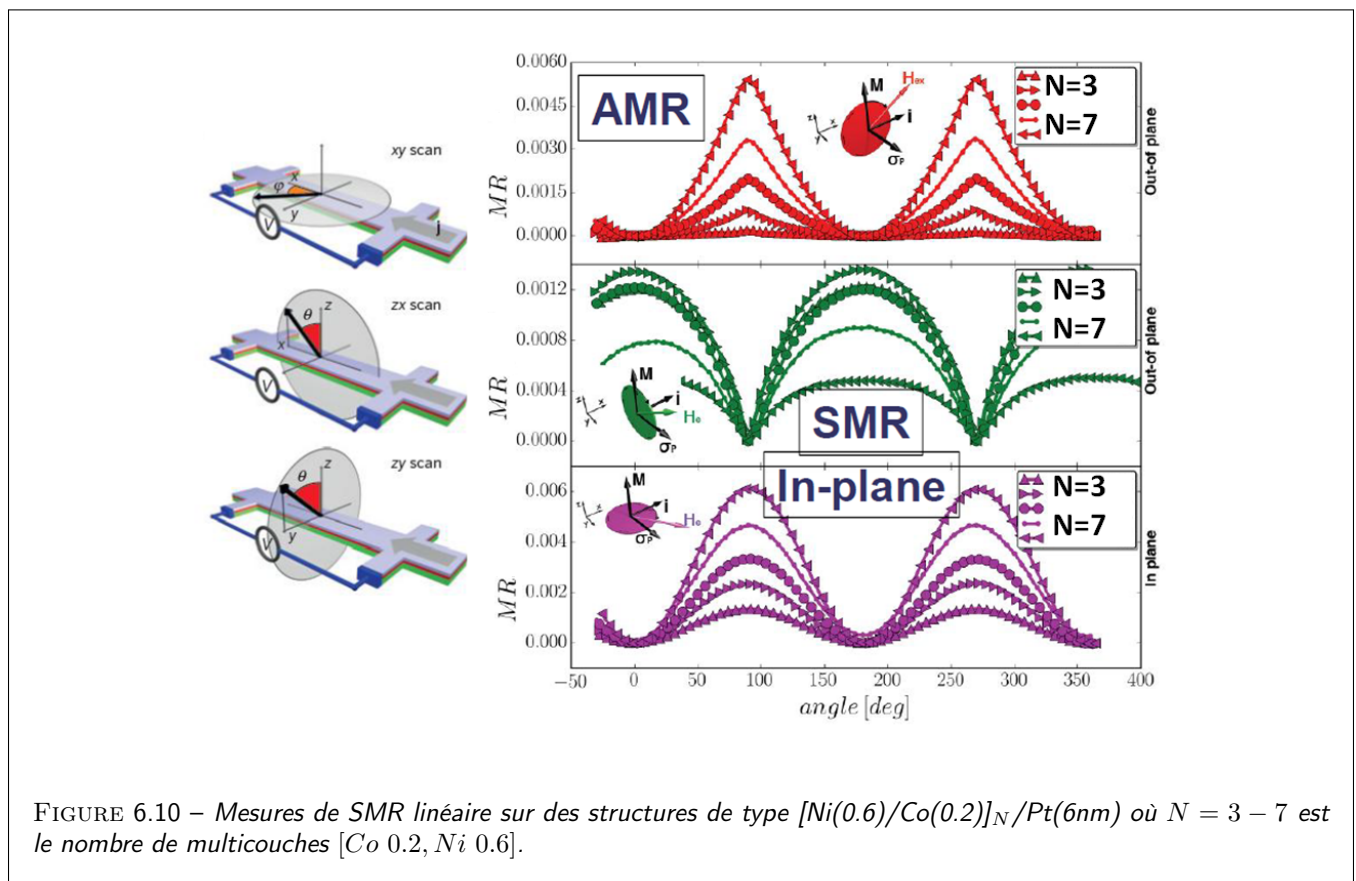 xy scan
φ
x
y
V
j
zx scan
θ
z
x
V
zy scan
θ
z
y
V
0.0060
0.0045
0.0030
0.0015
0.0000
MR
AMR
M
H
i
σP
z
x
y
N=3
N=7
Out-of plane
0.0012
0.0008
0.0004
0.0000
MR
M
i
H
σP
z
x
y
SMR
N=3
N=7
Out-of plane
0.006
0.004
0.002
0.000
MR
M
i
H
σP
z
x
y
In-plane
N=3
N=7
In plane
−50 0 50 100 150 200 250 300 350 400
angle [deg]
FIGURE 6.10 – Mesures de SMR linéaire sur des structures de type [Ni(0.6)/Co(0.2)]N/Pt(6nm) où N = 3 − 7 est
le nombre de multicouches [Co 0.2, Ni 0.6].